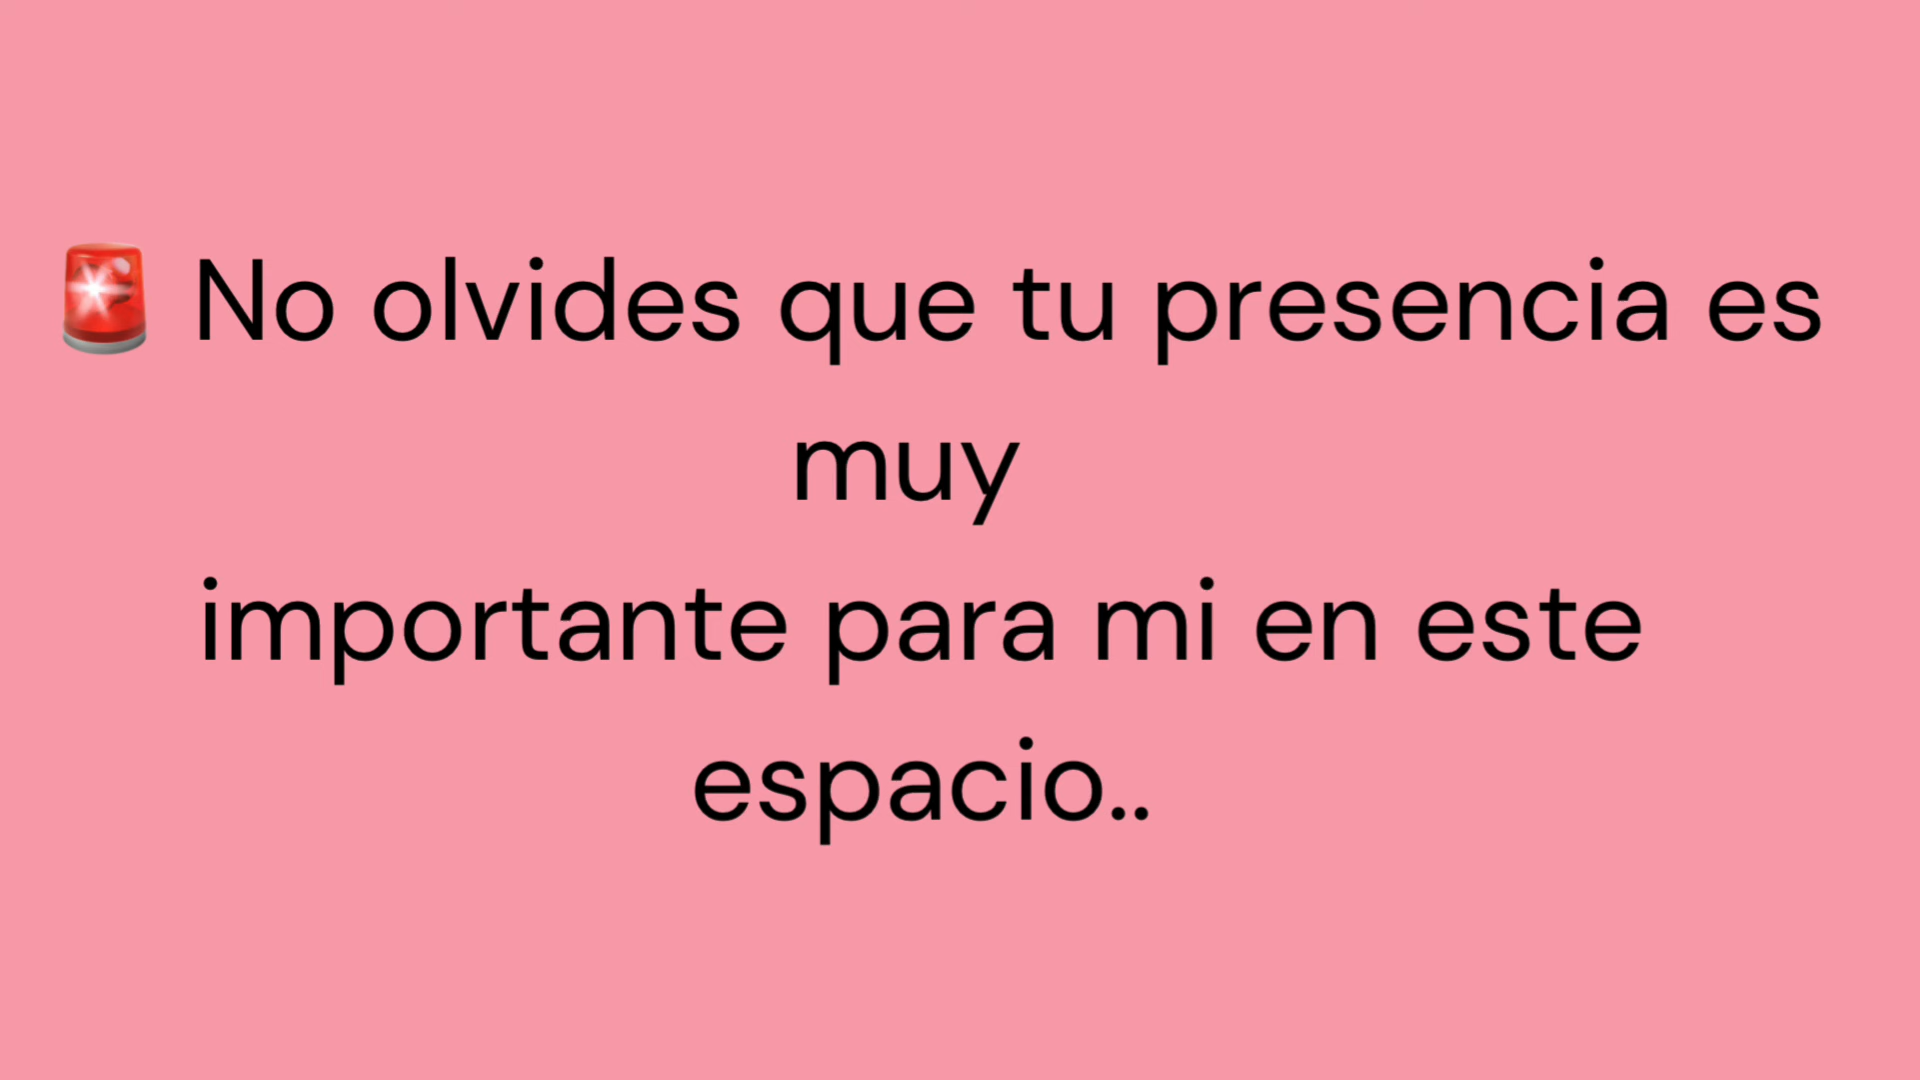 🚨 No olvides que tu presencia es
muy
importante para mi en este
espacio..